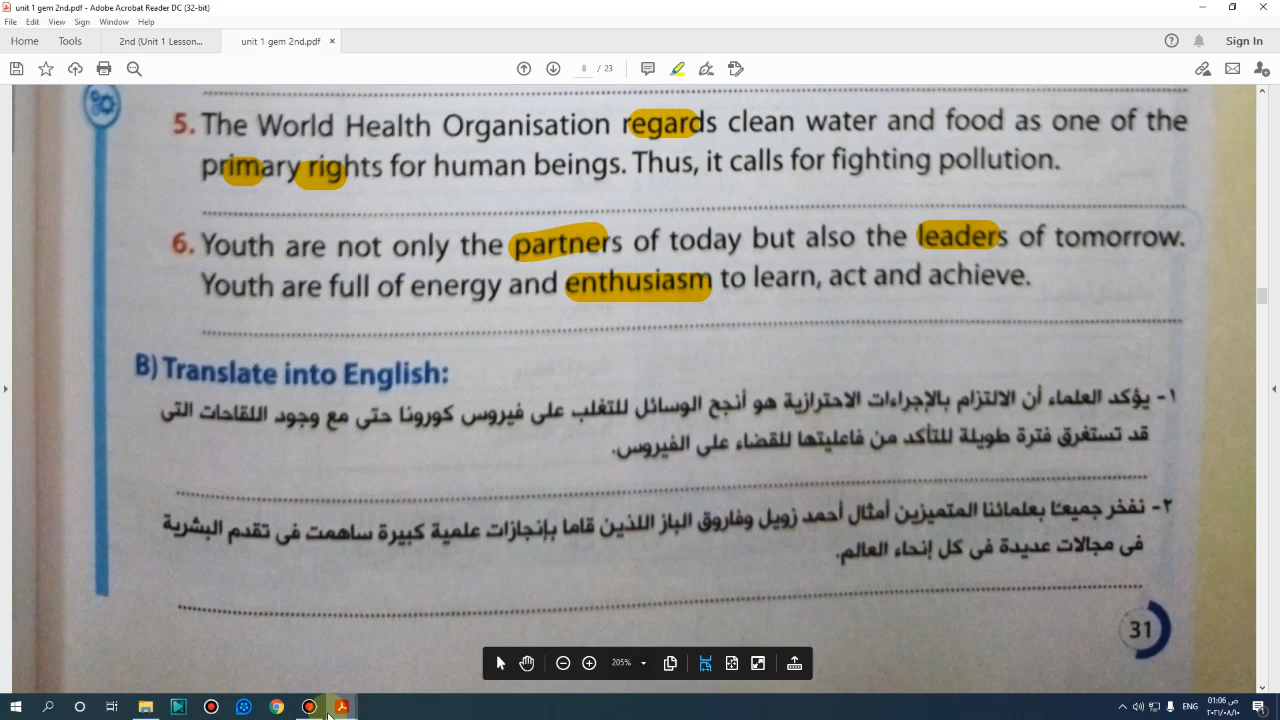 unit 1 gem 2nd.pdf - Adobe Acrobat Reader DC (32-bit)
File Edit View Sign Window Help
Home Tools 2nd (Unit 1 Lesson... unit 1 gem 2nd.pdf × Sign In
8 / 23
5. The World Health Organisation regards clean water and food as one of the
primary rights for human beings. Thus, it calls for fighting pollution.
6. Youth are not only the partners of today but also the leaders of tomorrow.
Youth are full of energy and enthusiasm to learn, act and achieve.
B) Translate into English:
١- يؤكد العلماء أن الالتزام بالإجراءات الاحترازية هو أنجح الوسائل للتغلب على فيروس كورونا حتى مع وجود اللقاحات التى
قد تستغرق فترة طويلة للتأكد من فاعليتها للقضاء على الفيروس.
٢- نفخر جميعًا بعلمائنا المتميزين أمثال أحمد زويل وفاروق الباز اللذين قاما بإنجازات علمية كبيرة ساهمت فى تقدم البشرية
فى مجالات عديدة فى كل إنحاء العالم.
31
205%
ENG
01:06 ص